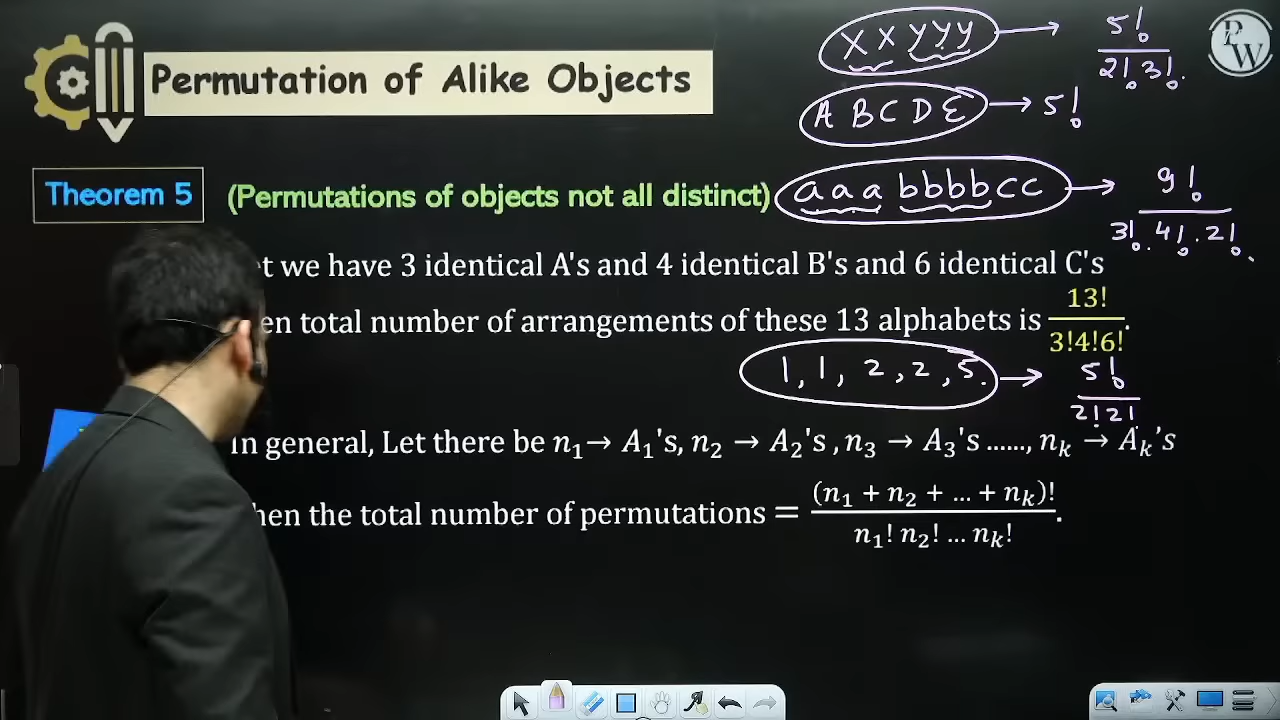 x x y y y → 5! / 2! 3!.
PW
Permutation of Alike Objects
A B C D E → 5!
Theorem 5 (Permutations of objects not all distinct)
a a a b b b b c c → 9! / 3! . 4! . 2! .
et we have 3 identical A's and 4 identical B's and 6 identical C's
en total number of arrangements of these 13 alphabets is 13! / 3!4!6!.
1, 1, 2, 2, 5. → 5! / 2! 2!.
In general, Let there be n₁→ A₁'s, n₂ → A₂'s , n₃ → A₃'s ......, nₖ → Aₖ's
hen the total number of permutations = (n₁ + n₂ + ... + nₖ)! / n₁! n₂! ... nₖ!.